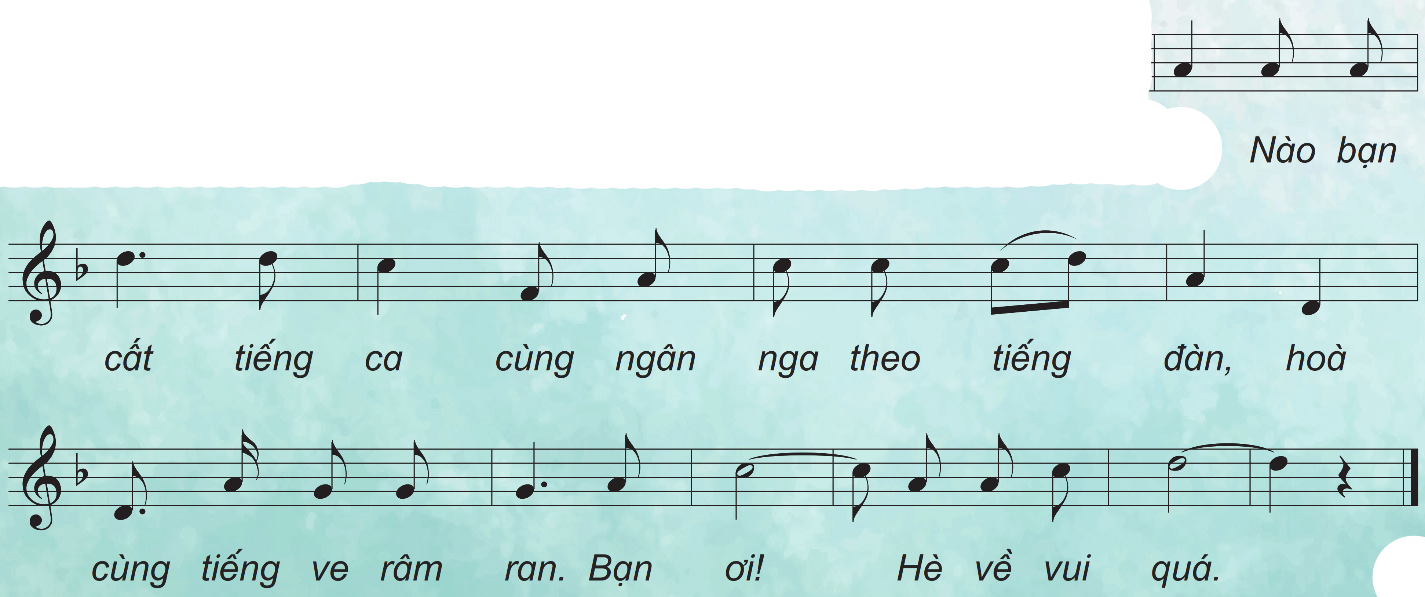 Nào bạn
cất tiếng ca cùng ngân nga theo tiếng đàn, hoà
cùng tiếng ve râm ran. Bạn ơi! Hè về vui quá.